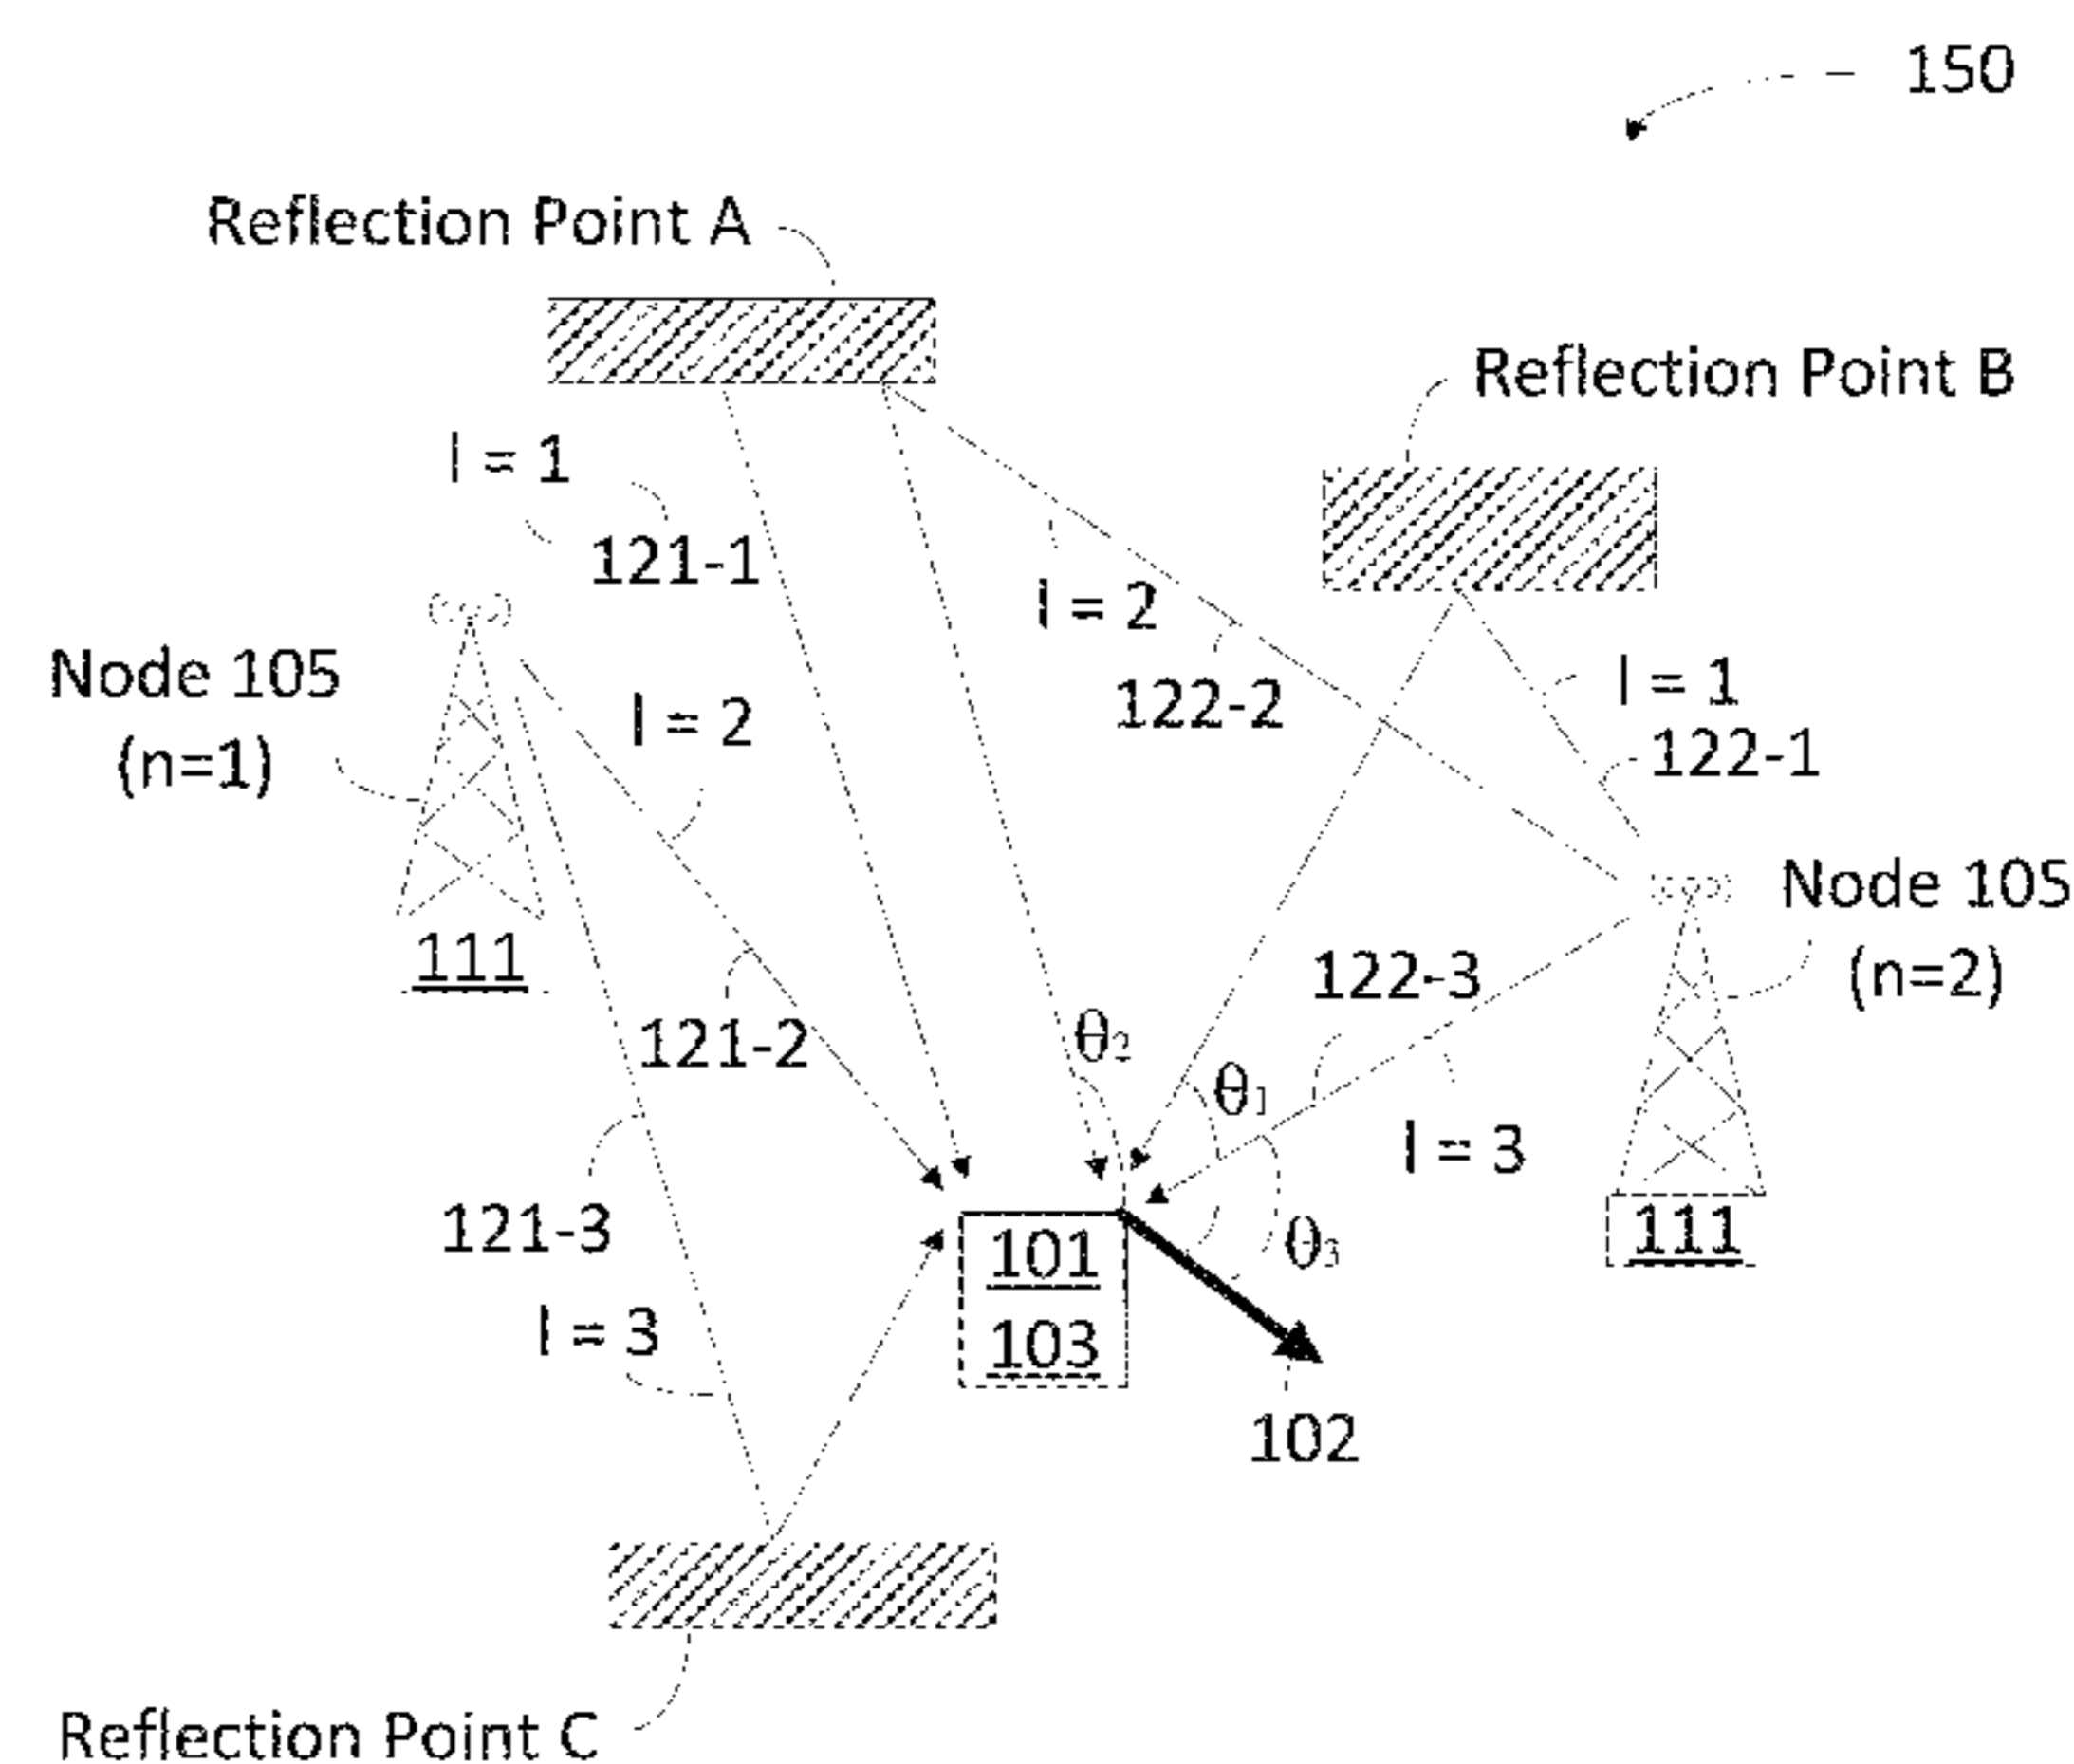 150
Reflection Point A
Reflection Point B
l = 1
121-1
l = 2
122-2
Node 105
(n=1)
l = 2
l = 1
122-1
Node 105
(n=2)
111
122-3
121-2
θ2
θ1
l = 3
121-3
101
θ3
111
l = 3
103
102
Reflection Point C